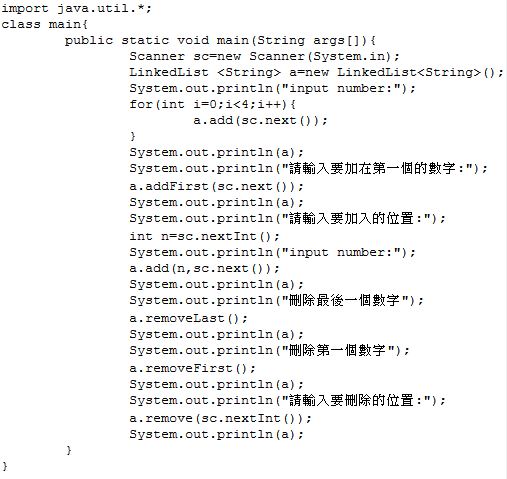 import java.util.*;
class main{
        public static void main(String args[]){
                Scanner sc=new Scanner(System.in);
                LinkedList <String> a=new LinkedList<String>();
                System.out.println("input number:");
                for(int i=0;i<4;i++){
                        a.add(sc.next());
                }
                System.out.println(a);
                System.out.println("請輸入要加在第一個的數字:");
                a.addFirst(sc.next());
                System.out.println(a);
                System.out.println("請輸入要加入的位置:");
                int n=sc.nextInt();
                System.out.println("input number:");
                a.add(n,sc.next());
                System.out.println(a);
                System.out.println("刪除最後一個數字");
                a.removeLast();
                System.out.println(a);
                System.out.println("刪除第一個數字");
                a.removeFirst();
                System.out.println(a);
                System.out.println("請輸入要刪除的位置:");
                a.remove(sc.nextInt());
                System.out.println(a);
        }
}